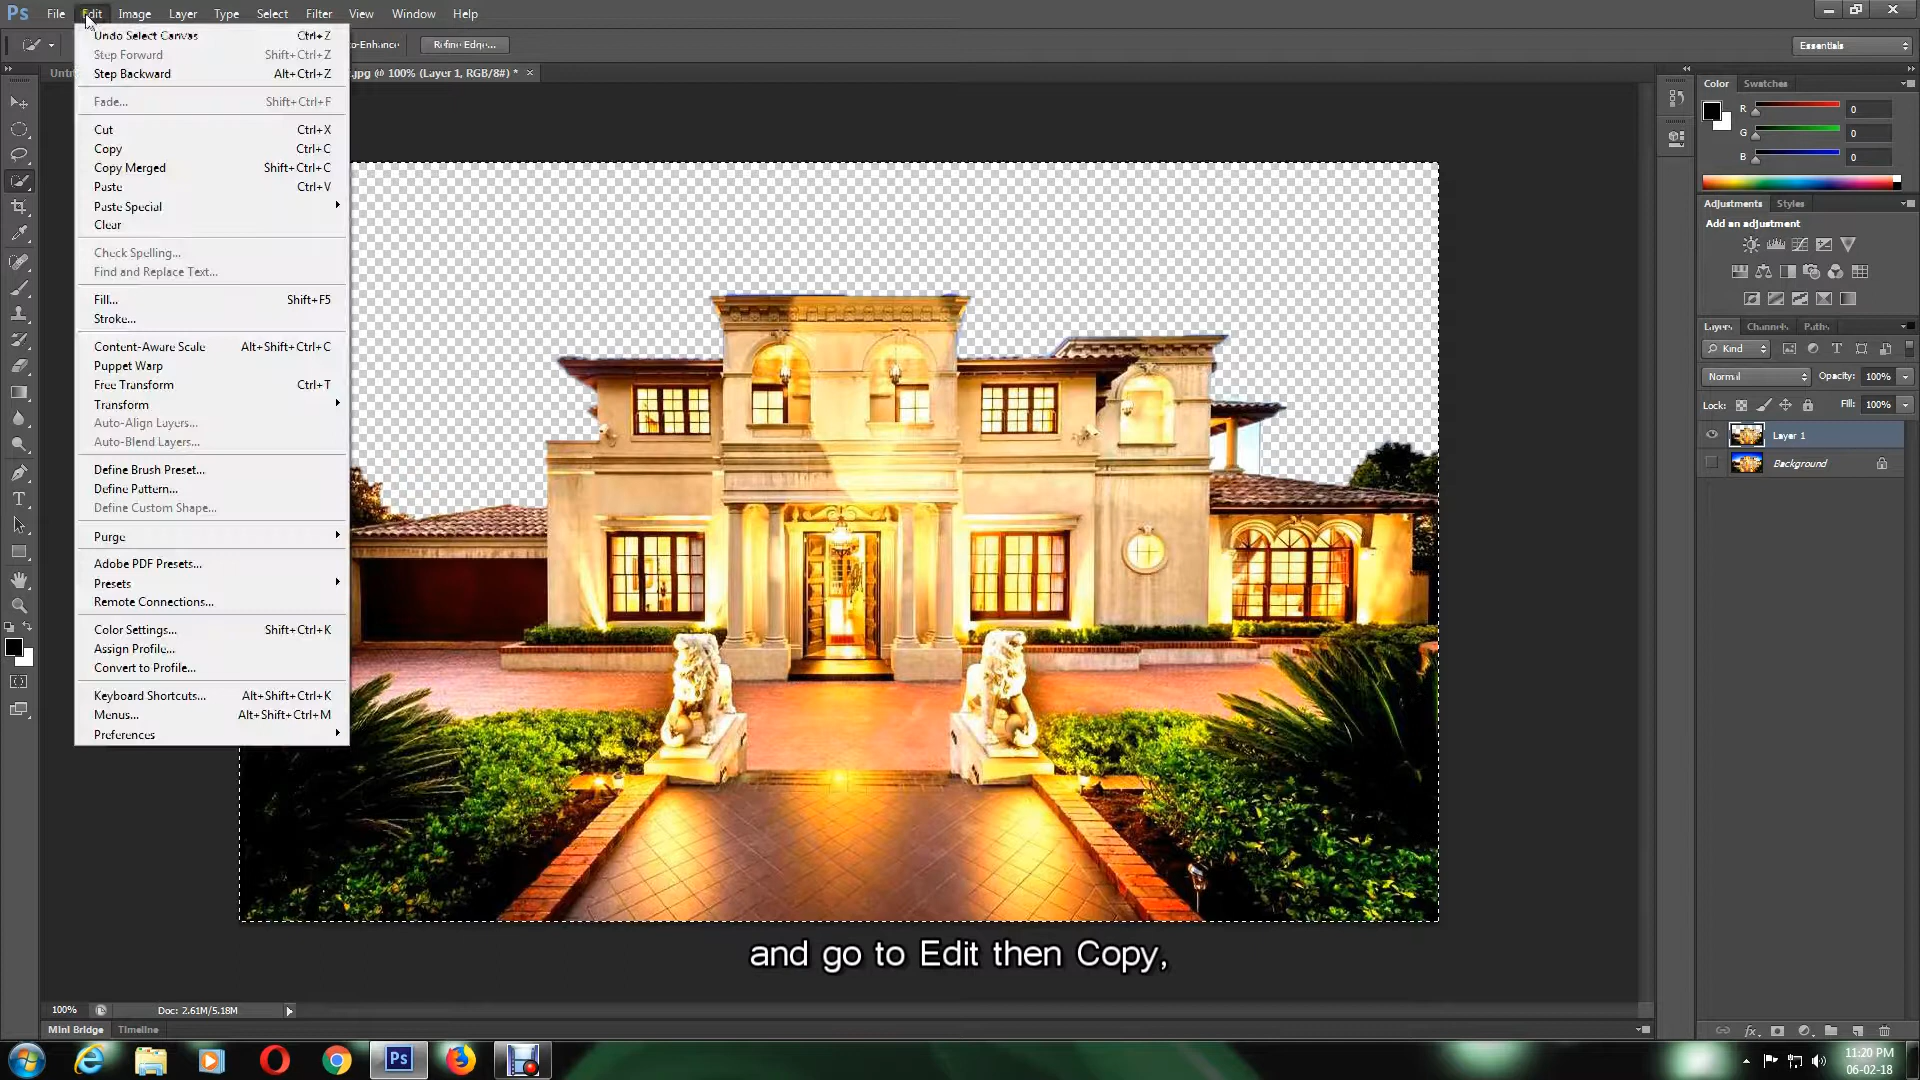 Ps File Edit Image Layer Type Select Filter View Window Help
Refine Edge...
Essentials
.jpg @ 100% (Layer 1, RGB/8#) *
Undo Select Canvas Ctrl+Z
Step Forward Shift+Ctrl+Z
Step Backward Alt+Ctrl+Z
Fade... Shift+Ctrl+F
Cut Ctrl+X
Copy Ctrl+C
Copy Merged Shift+Ctrl+C
Paste Ctrl+V
Paste Special
Clear
Check Spelling...
Find and Replace Text...
Fill... Shift+F5
Stroke...
Content-Aware Scale Alt+Shift+Ctrl+C
Puppet Warp
Free Transform Ctrl+T
Transform
Auto-Align Layers...
Auto-Blend Layers...
Define Brush Preset...
Define Pattern...
Define Custom Shape...
Purge
Adobe PDF Presets...
Presets
Remote Connections...
Color Settings... Shift+Ctrl+K
Assign Profile...
Convert to Profile...
Keyboard Shortcuts... Alt+Shift+Ctrl+K
Menus... Alt+Shift+Ctrl+M
Preferences
Color Swatches
R 0
G 0
B 0
Adjustments Styles
Add an adjustment
Layers Channels Paths
Kind
Normal Opacity: 100%
Lock: Fill: 100%
Layer 1
Background
and go to Edit then Copy,
100% Doc: 2.61M/5.18M
Mini Bridge Timeline
Ps
11:20 PM
06-02-18